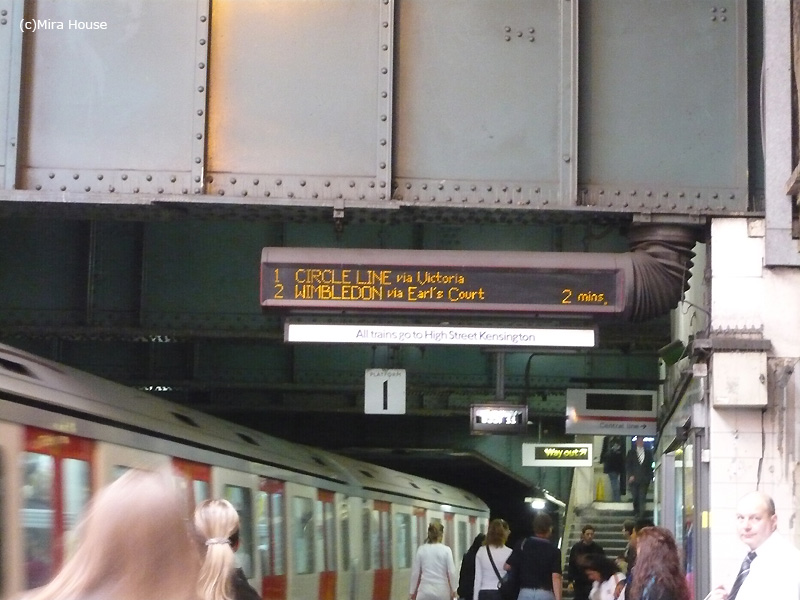 (c)Mira House
1 CIRCLE LINE via Victoria
2 WIMBLEDON via Earl's Court 2 mins.
All trains go to High Street Kensington
PLATFORM
1
Way out
Central line →